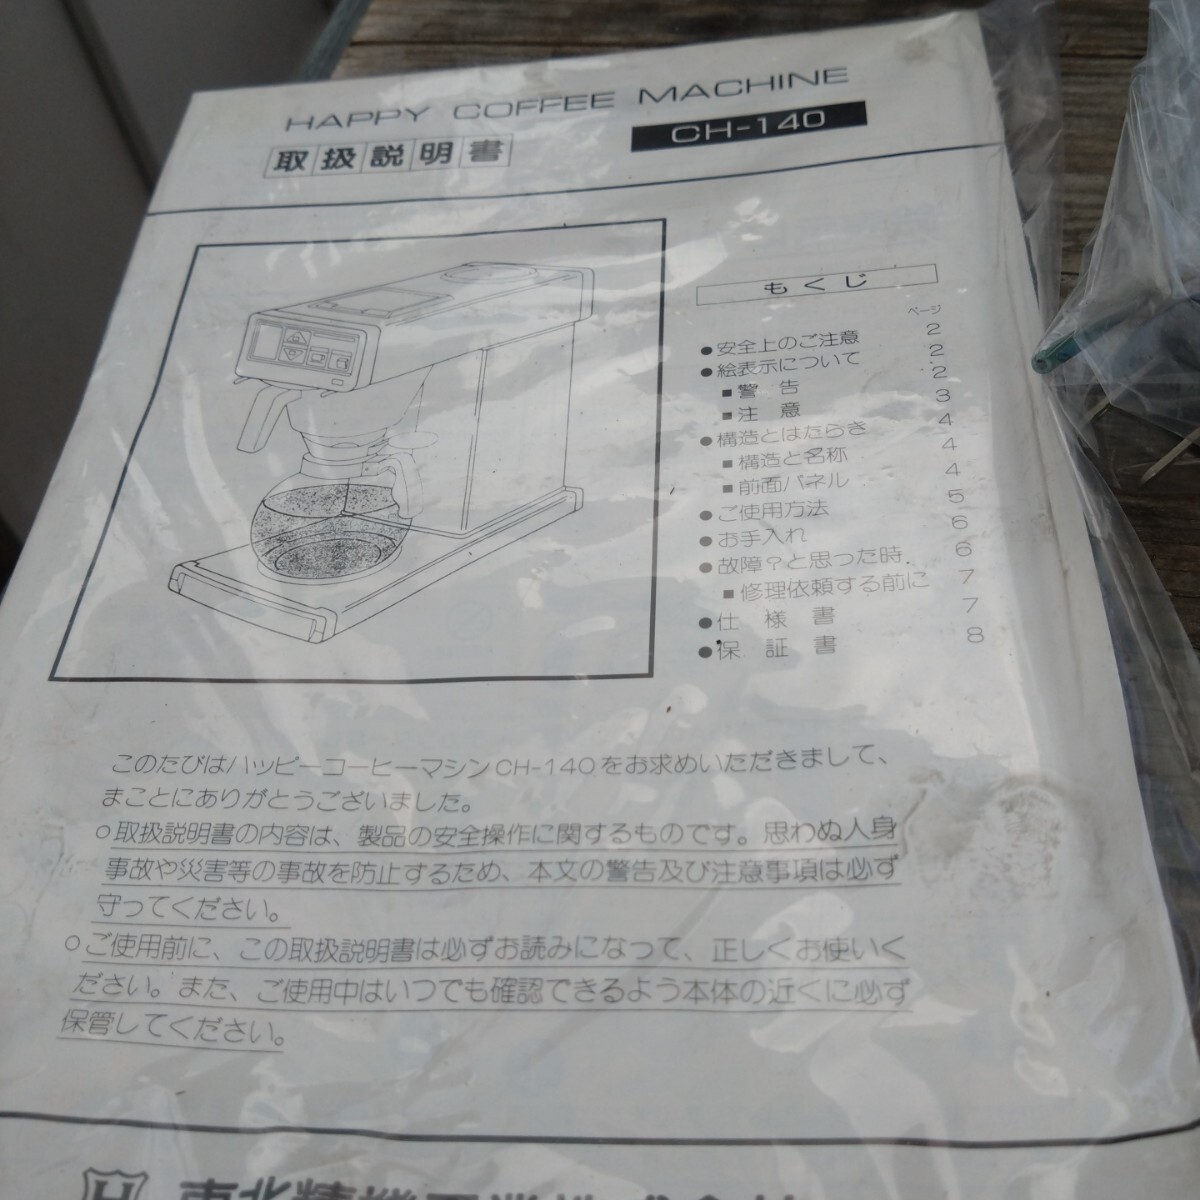 HAPPY COFFEE MACHINE
取扱説明書
CH-140
もくじ
ページ
●安全上のご注意 2
●絵表示について 2
■警告 2
■注意 3
●構造とはたらき 4
■構造と名称 4
■前面パネル 4
●ご使用方法 5
●お手入れ 6
●故障？と思った時 6
■修理依頼する前に 7
●仕様書 7
●保証書 8
このたびはハッピーコーヒーマシンCH-140をお求めいただきまして、
まことにありがとうございました。
○取扱説明書の内容は、製品の安全操作に関するものです。思わぬ人身
事故や災害等の事故を防止するため、本文の警告及び注意事項は必ず
守ってください。
○ご使用前に、この取扱説明書は必ずお読みになって、正しくお使いく
ださい。また、ご使用中はいつでも確認できるよう本体の近くに必ず
保管してください。
H 東北精機工業株式会社